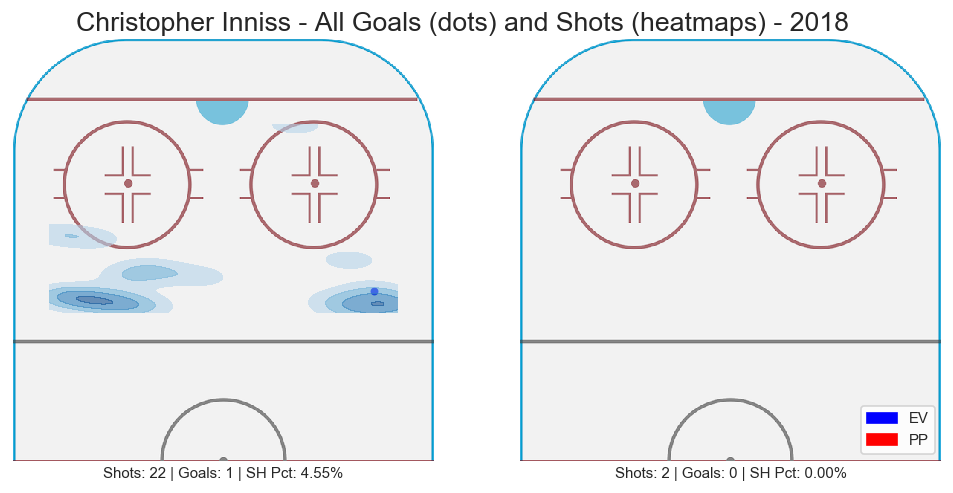 Christopher Inniss - All Goals (dots) and Shots (heatmaps) - 2018
EV
PP
Shots: 22 | Goals: 1 | SH Pct: 4.55%
Shots: 2 | Goals: 0 | SH Pct: 0.00%